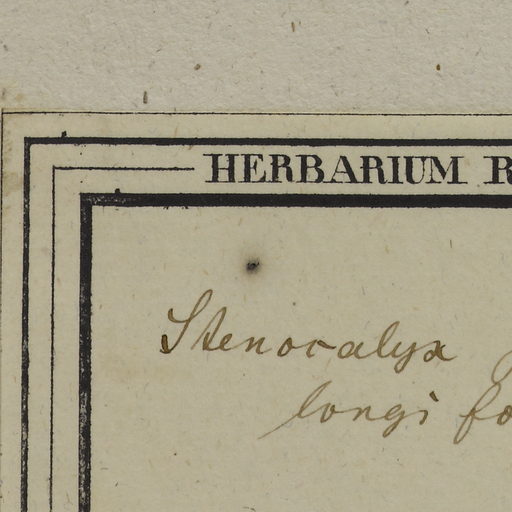 HERBARIUM R
Stenocalyx
longi fo